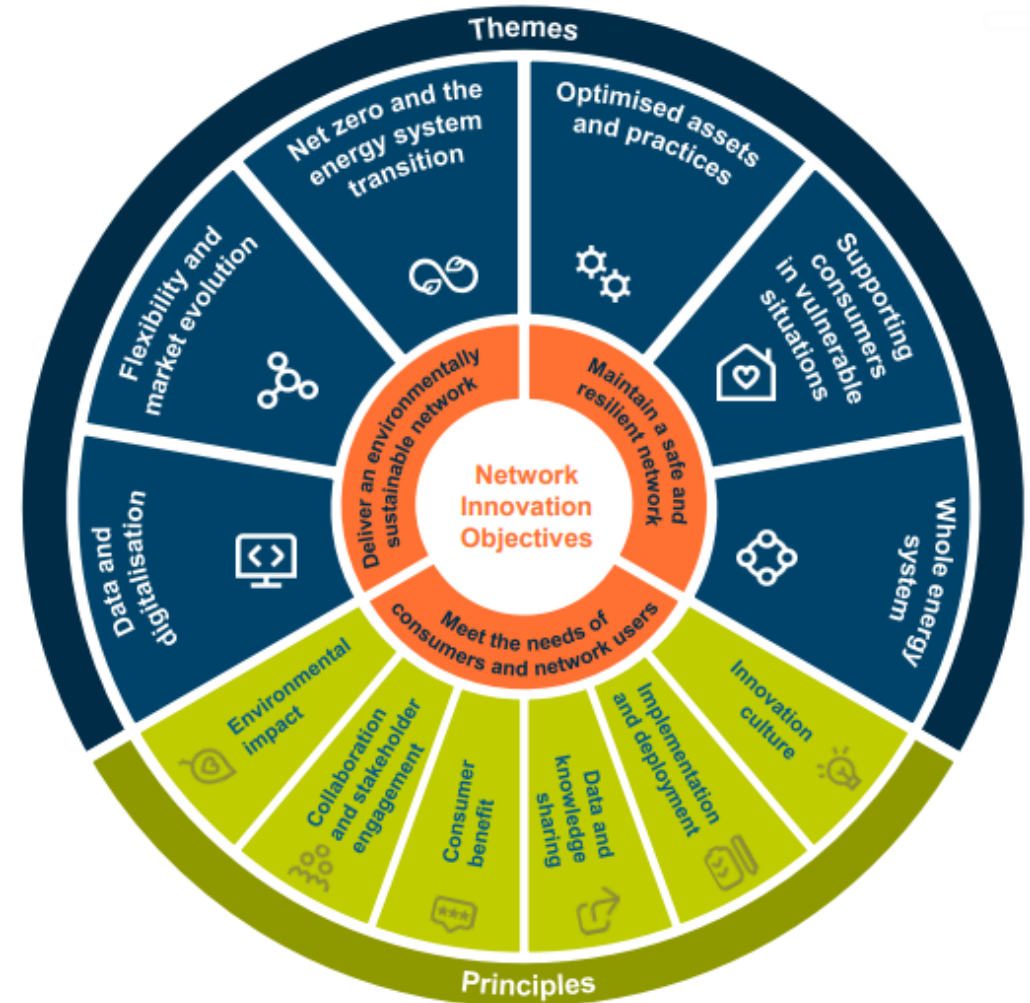 Themes
Net zero and the
energy system
transition
Optimised assets
and practices
Flexibility and
market evolution
Supporting
consumers
in vulnerable
situations
Data and
digitalisation
Whole energy
system
Deliver an environmentally
sustainable network
Maintain a safe and
resilient network
Network
Innovation
Objectives
Meet the needs of
consumers and network users
Environmental
impact
Collaboration
and stakeholder
engagement
Consumer
benefit
Data and
knowledge
sharing
Implementation
and deployment
Innovation
culture
Principles